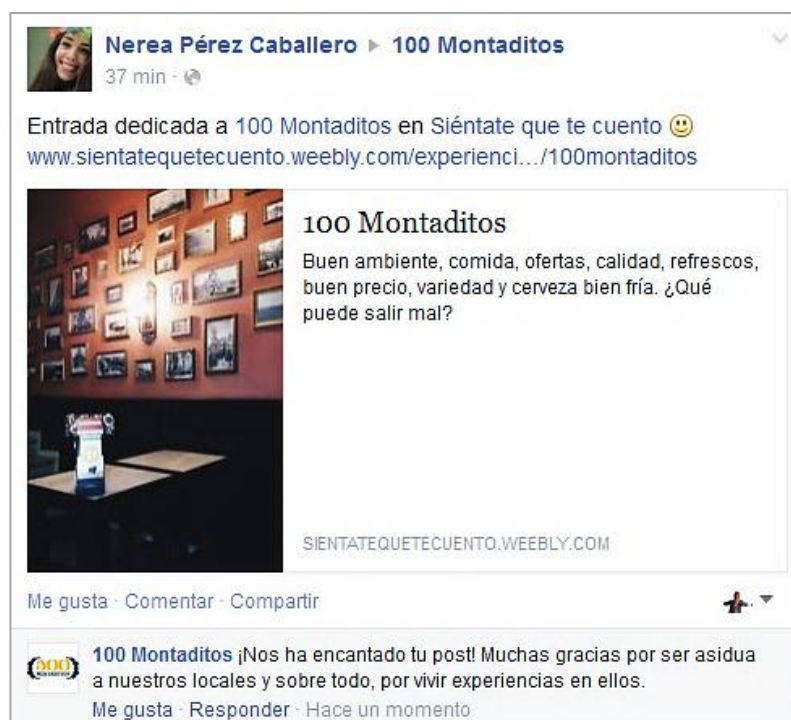 Nerea Pérez Caballero ▸ 100 Montaditos
37 min ·
Entrada dedicada a 100 Montaditos en Siéntate que te cuento
www.sientatequetecuento.weebly.com/experienci…/100montaditos
100 Montaditos
Buen ambiente, comida, ofertas, calidad, refrescos,
buen precio, variedad y cerveza bien fría. ¿Qué
puede salir mal?
SIENTATEQUETECUENTO.WEEBLY.COM
Me gusta · Comentar · Compartir
100 Montaditos ¡Nos ha encantado tu post! Muchas gracias por ser asidua
a nuestros locales y sobre todo, por vivir experiencias en ellos.
Me gusta · Responder · Hace un momento